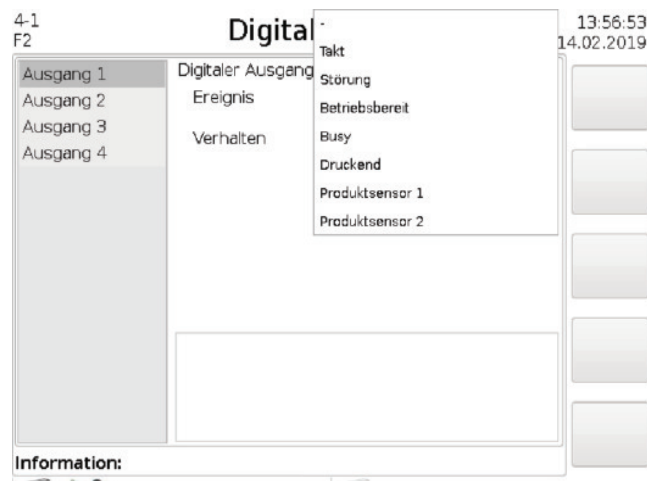 4-1
F2
Digital
13:56:53
14.02.2019
Ausgang 1
Ausgang 2
Ausgang 3
Ausgang 4
Digitaler Ausgang
Ereignis
Verhalten
-
Takt
Störung
Betriebsbereit
Busy
Druckend
Produktsensor 1
Produktsensor 2
Information: